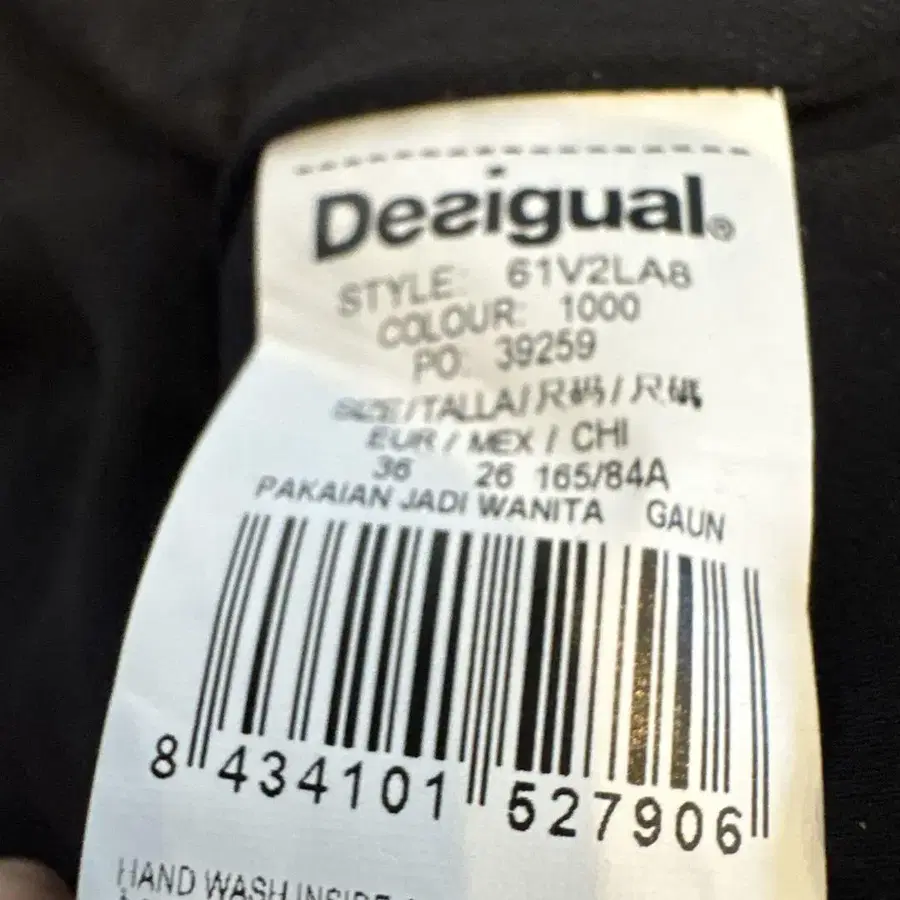 Desigual®
STYLE: 61V2LA8
COLOUR: 1000
PO: 39259
SIZE/TALLA/尺码/尺碼
EUR / MEX / CHI
36 26 165/84A
PAKAIAN JADI WANITA GAUN
8 434101 527906
HAND WASH INSIDE